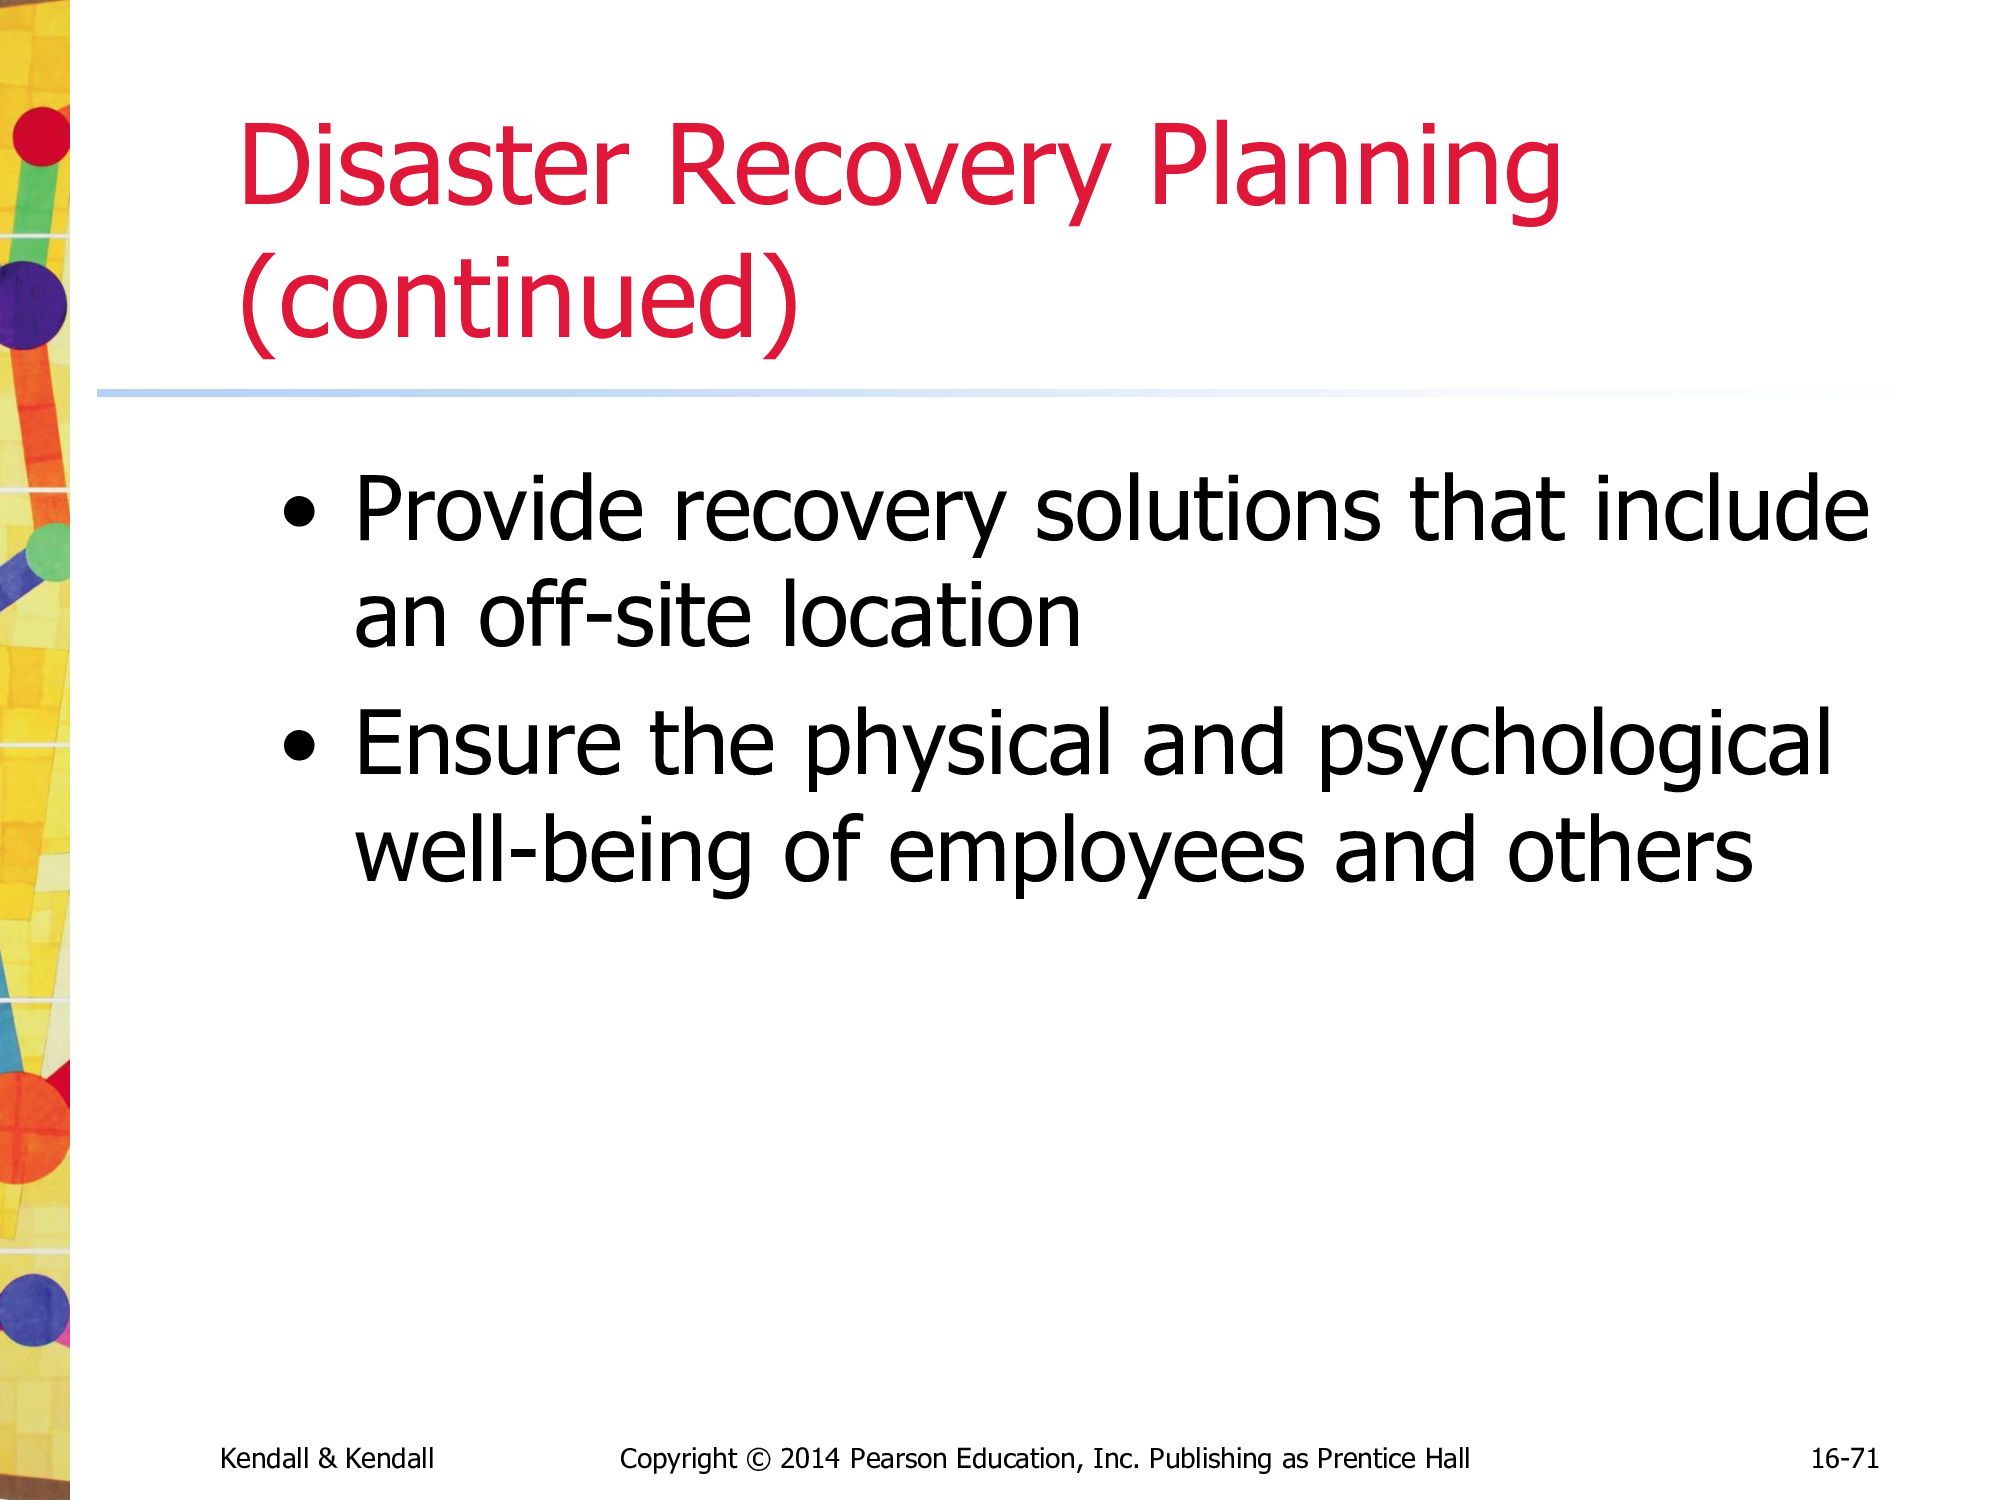 Disaster Recovery Planning
(continued)
• Provide recovery solutions that include
an off-site location
• Ensure the physical and psychological
well-being of employees and others
Kendall & Kendall
Copyright © 2014 Pearson Education, Inc. Publishing as Prentice Hall
16-71